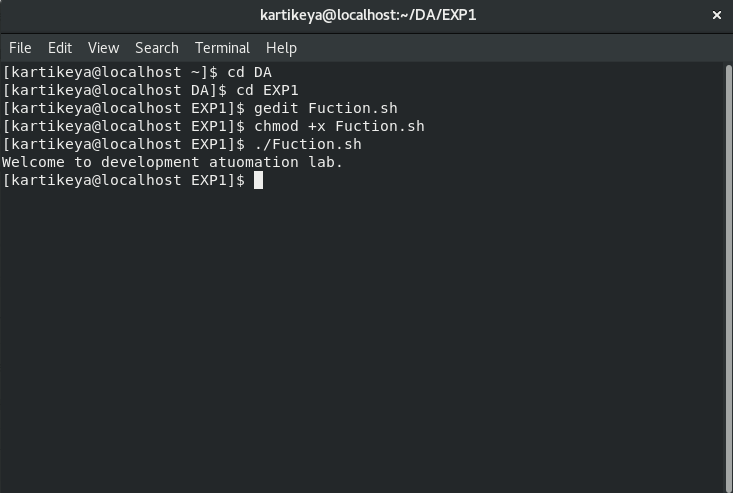 kartikeya@localhost:~/DA/EXP1 ×
File Edit View Search Terminal Help
[kartikeya@localhost ~]$ cd DA
[kartikeya@localhost DA]$ cd EXP1
[kartikeya@localhost EXP1]$ gedit Fuction.sh
[kartikeya@localhost EXP1]$ chmod +x Fuction.sh
[kartikeya@localhost EXP1]$ ./Fuction.sh
Welcome to development atuomation lab.
[kartikeya@localhost EXP1]$